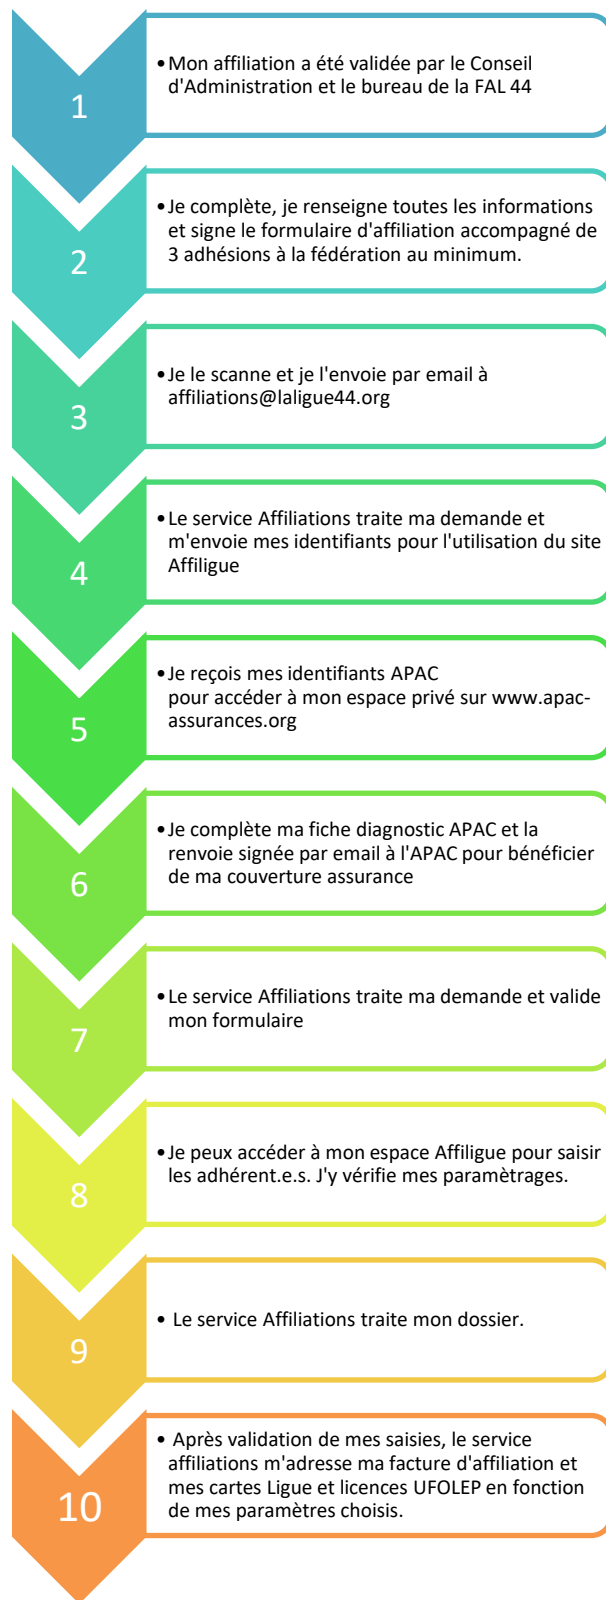 1
•Mon affiliation a été validée par le Conseil
d'Administration et le bureau de la FAL 44
2
•Je complète, je renseigne toutes les informations
et signe le formulaire d'affiliation accompagné de
3 adhésions à la fédération au minimum.
3
•Je le scanne et je l'envoie par email à
affiliations@laligue44.org
4
•Le service Affiliations traite ma demande et
m'envoie mes identifiants pour l'utilisation du site
Affiligue
5
•Je reçois mes identifiants APAC
pour accéder à mon espace privé sur www.apac-
assurances.org
6
•Je complète ma fiche diagnostic APAC et la
renvoie signée par email à l'APAC pour bénéficier
de ma couverture assurance
7
•Le service Affiliations traite ma demande et valide
mon formulaire
8
•Je peux accéder à mon espace Affiligue pour saisir
les adhérent.e.s. J'y vérifie mes paramètrages.
9
• Le service Affiliations traite mon dossier.
10
• Après validation de mes saisies, le service
affiliations m'adresse ma facture d'affiliation et
mes cartes Ligue et licences UFOLEP en fonction
de mes paramètres choisis.